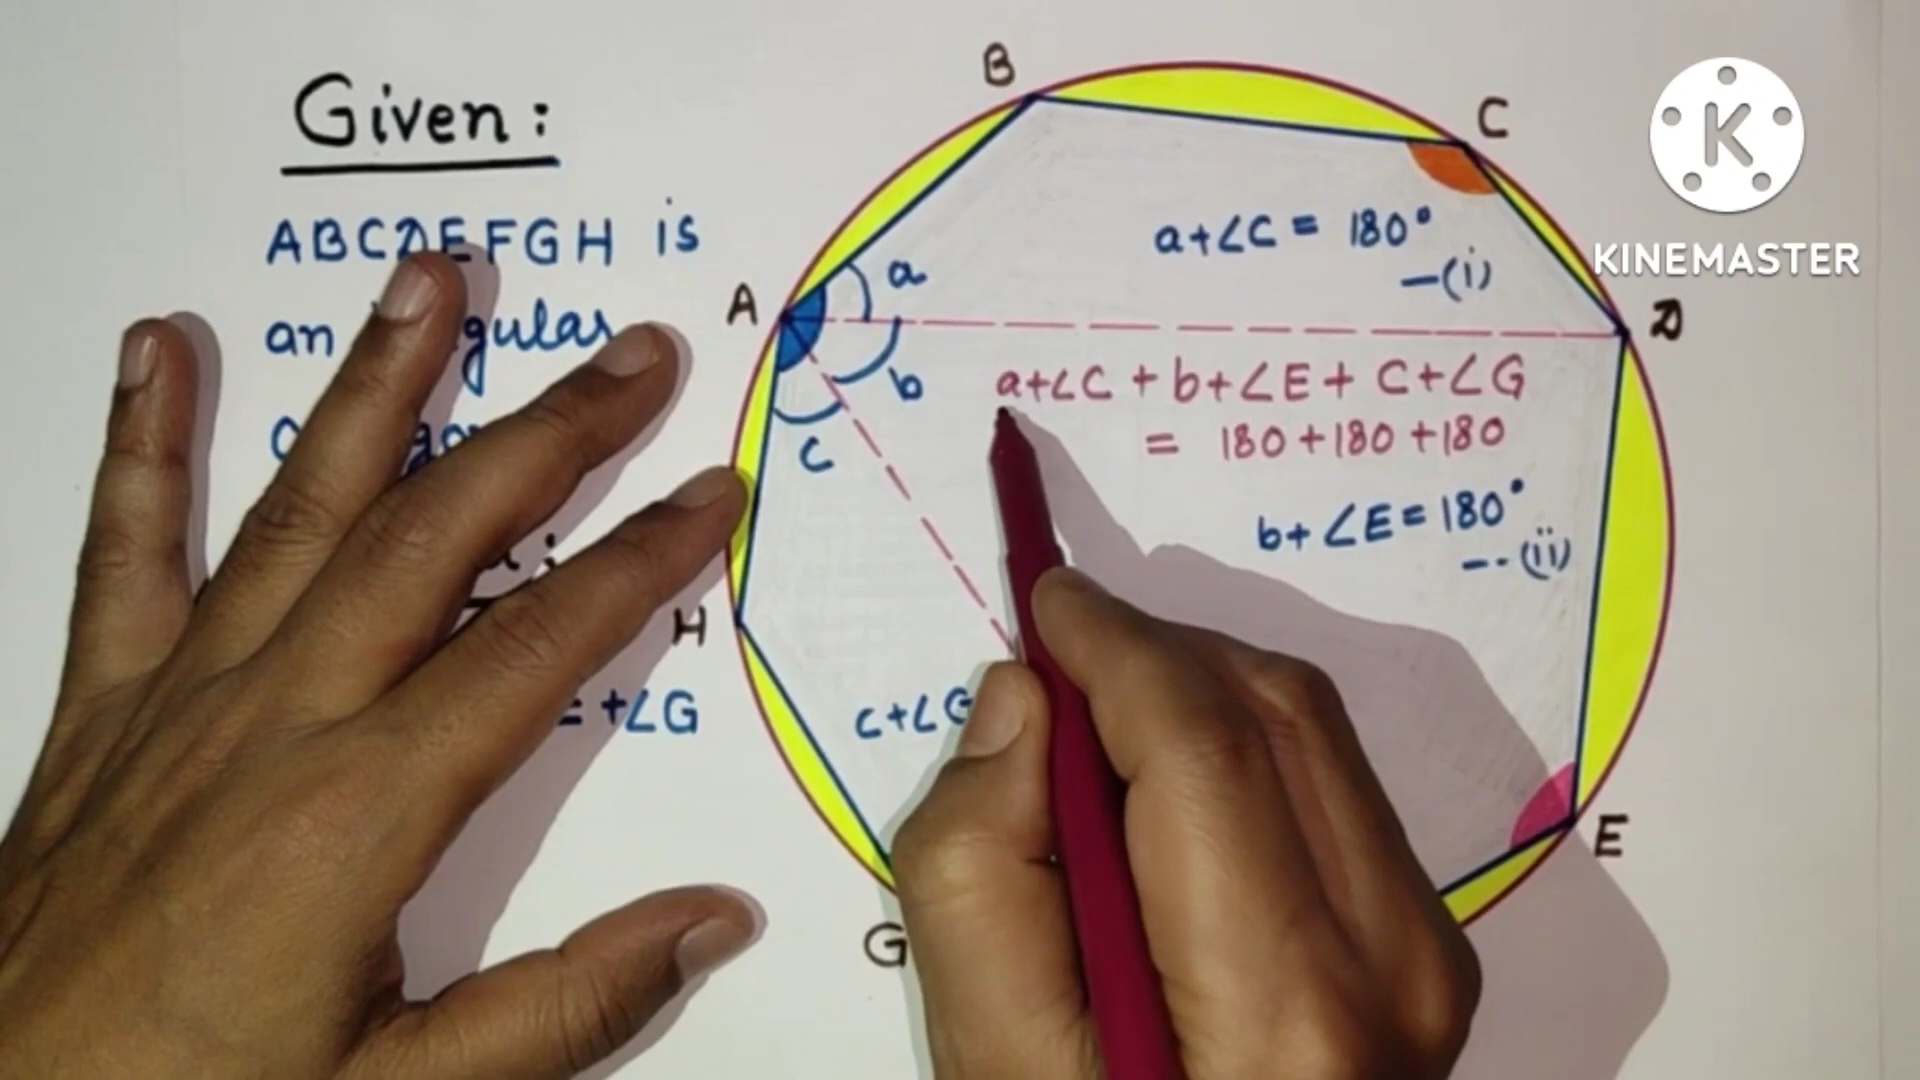 Given:
ABCDEFGH is
an
= +∠G
B
C
A
D
H
G
E
a
b
c
a+∠C = 180°
—(i)
a+∠C + b+∠E + C+∠G
= 180+180+180
b+∠E=180°
--(ii)
c+∠G
K
KINEMASTER